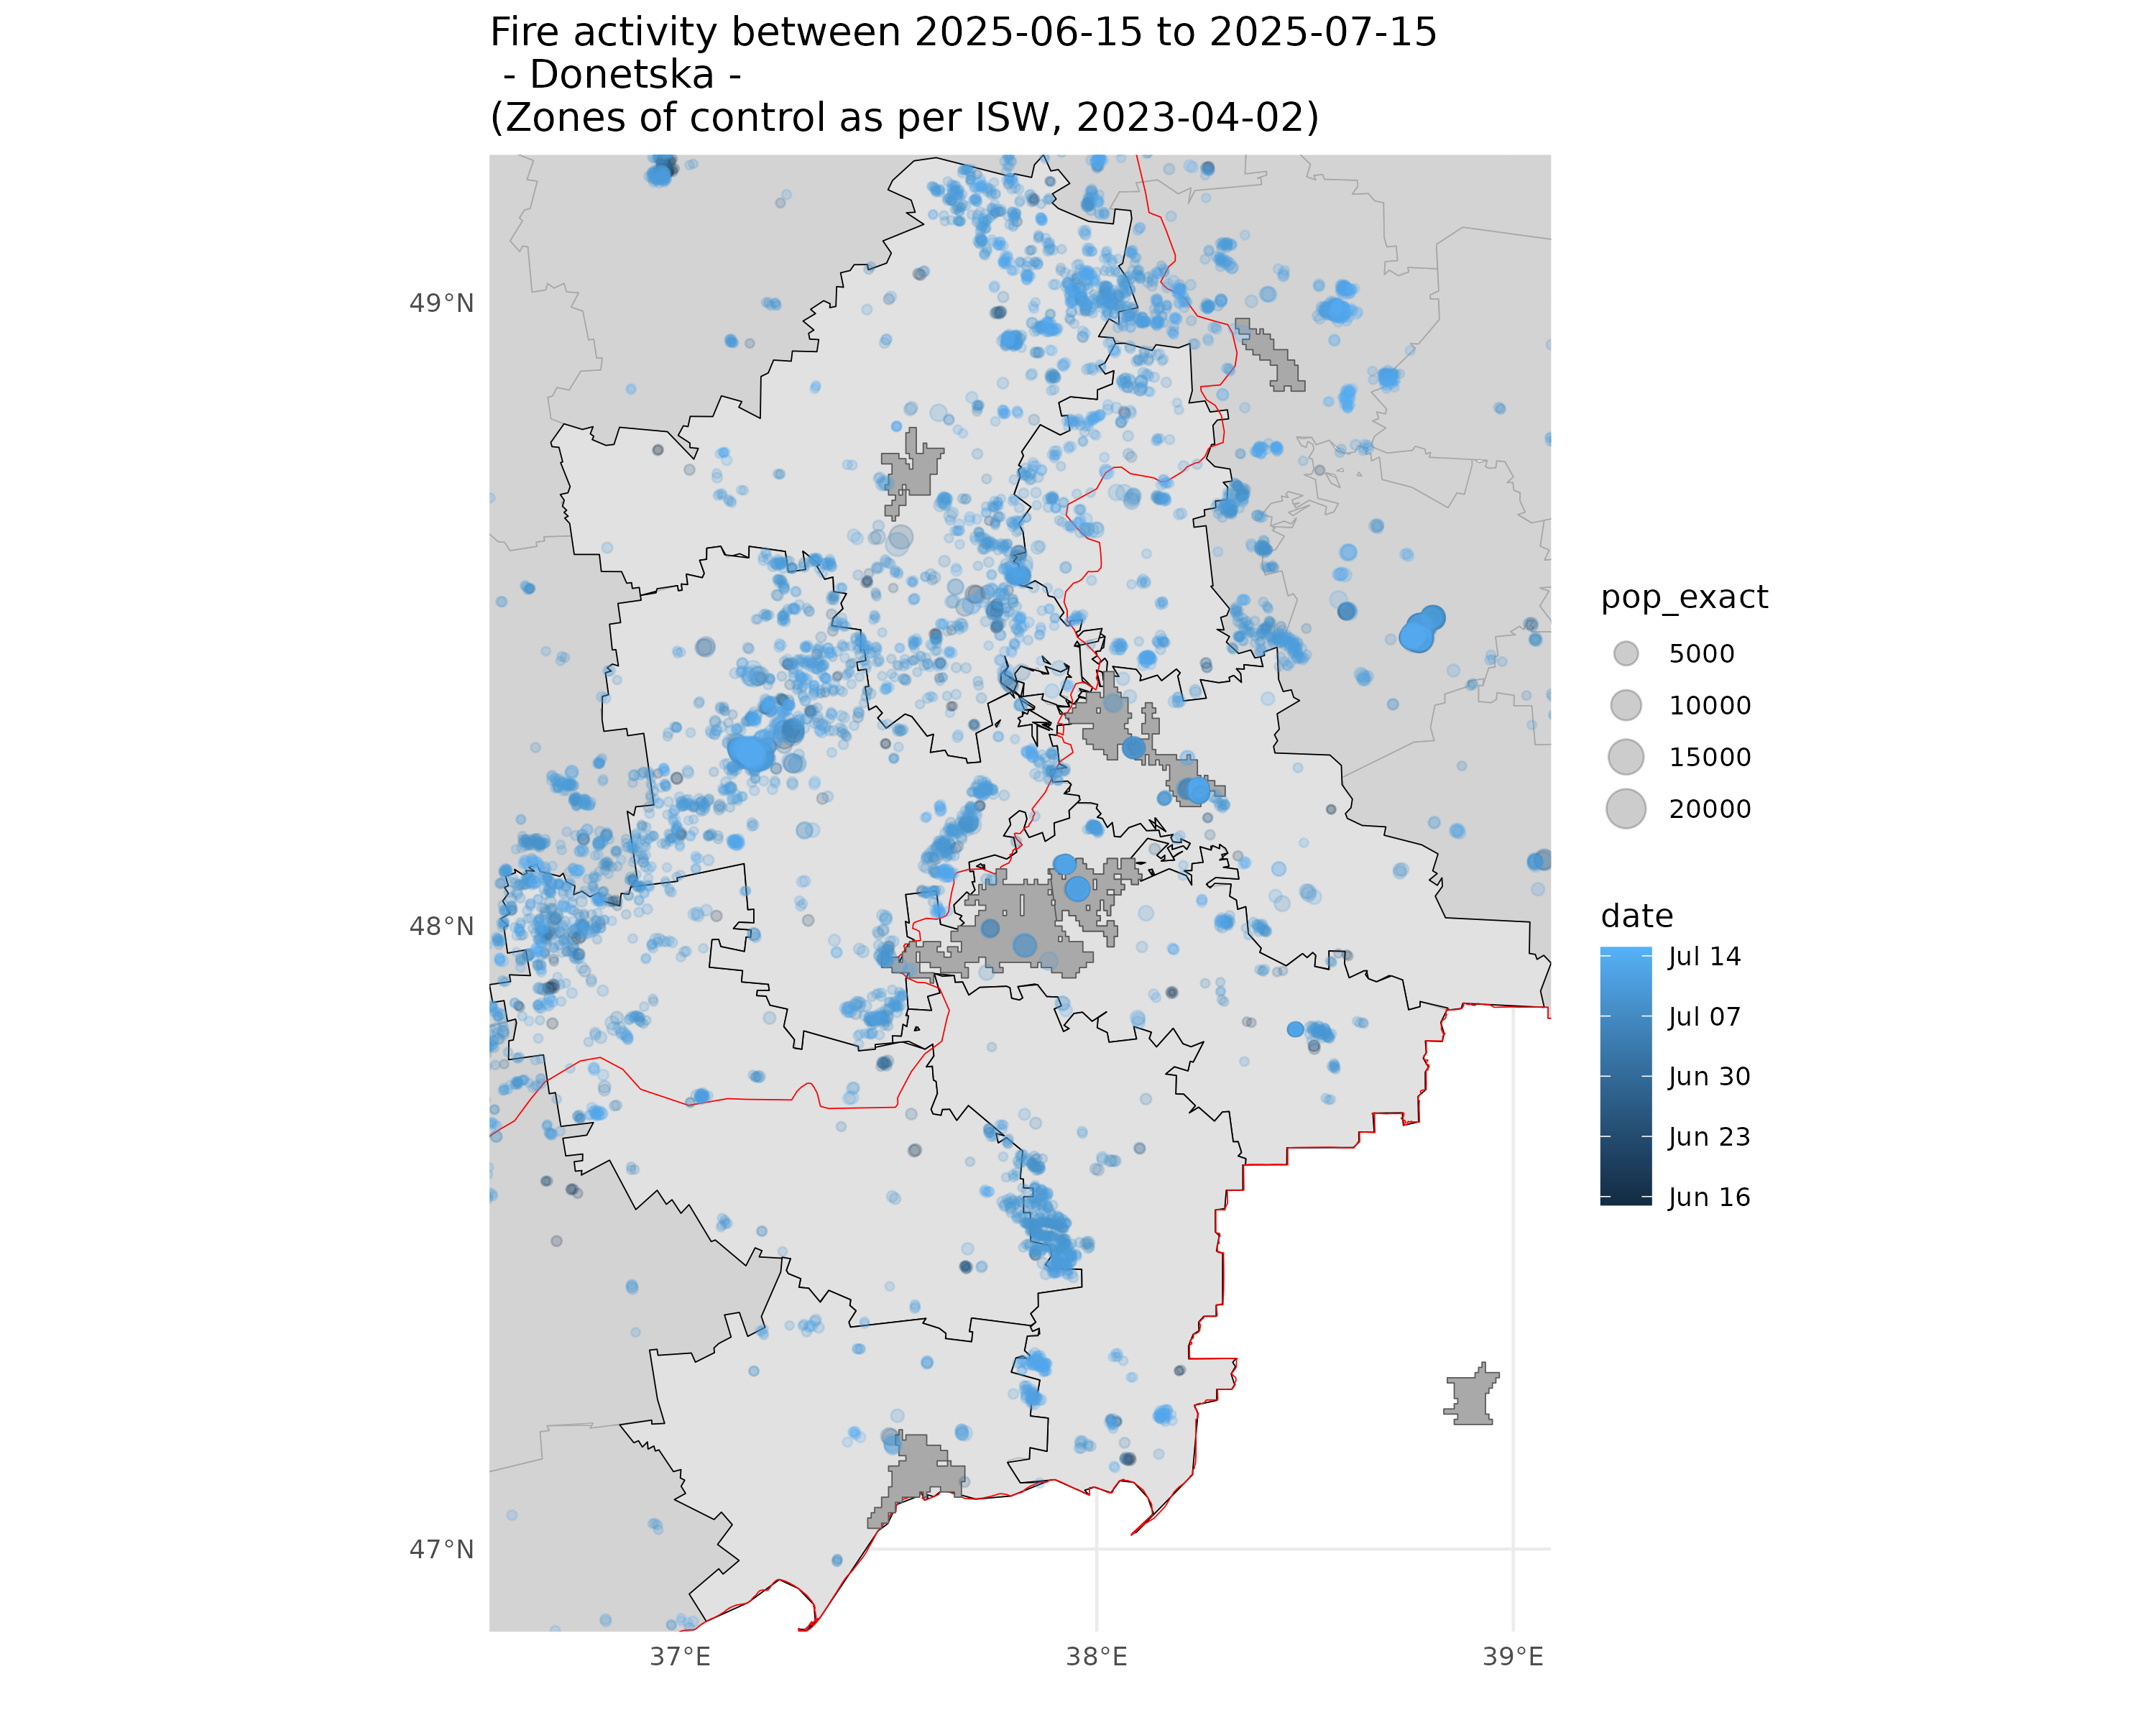 Fire activity between 2025-06-15 to 2025-07-15
- Donetska -
(Zones of control as per ISW, 2023-04-02)
49°N
48°N
47°N
37°E
38°E
39°E
pop_exact
5000
10000
15000
20000
date
Jul 14
Jul 07
Jun 30
Jun 23
Jun 16